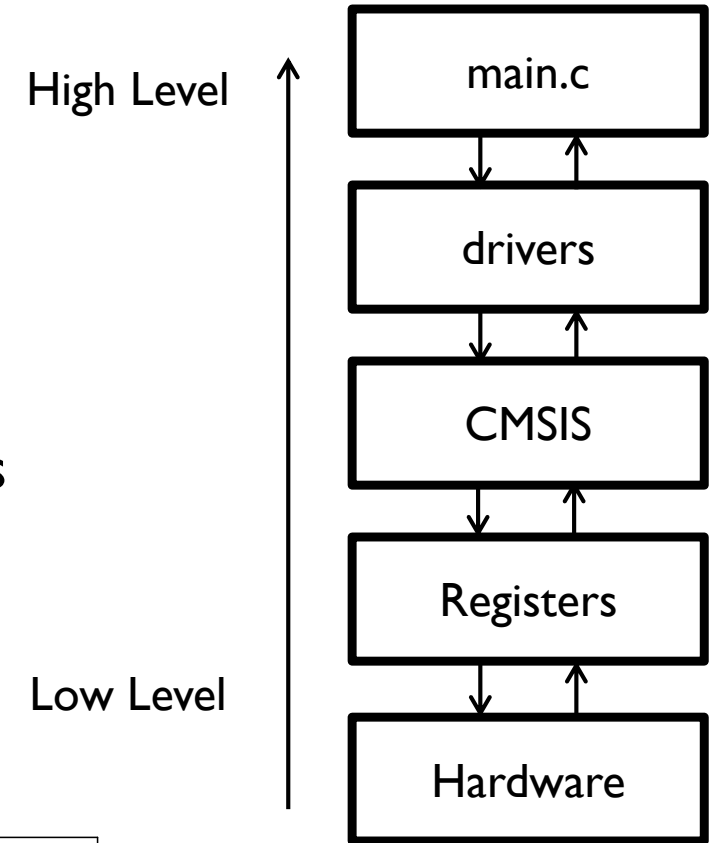 High Level
main.c
drivers
CMSIS
s
Registers
Low Level
Hardware